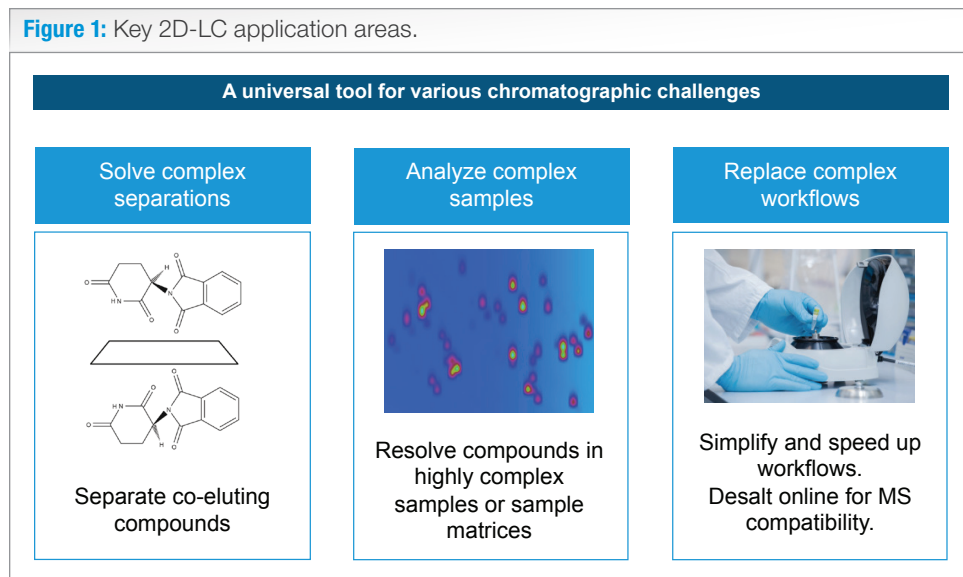 Figure 1: Key 2D-LC application areas.
A universal tool for various chromatographic challenges
Solve complex
separations
O
H
N
HN
O
O
O
O
H
N
O
N
O
O
H
Separate co-eluting
compounds
Analyze complex
samples
Resolve compounds in
highly complex
samples or sample
matrices
Replace complex
workflows
Simplify and speed up
workflows.
Desalt online for MS
compatibility.